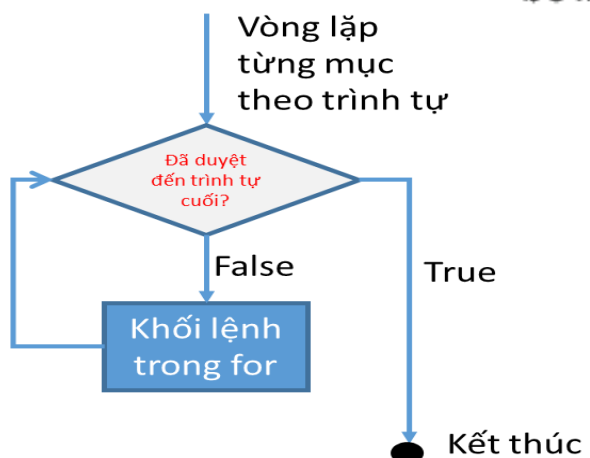 Vòng lặp
từng mục
theo trình tự
Đã duyệt
đến trình tự
cuối?
False
True
Khối lệnh
trong for
Kết thúc